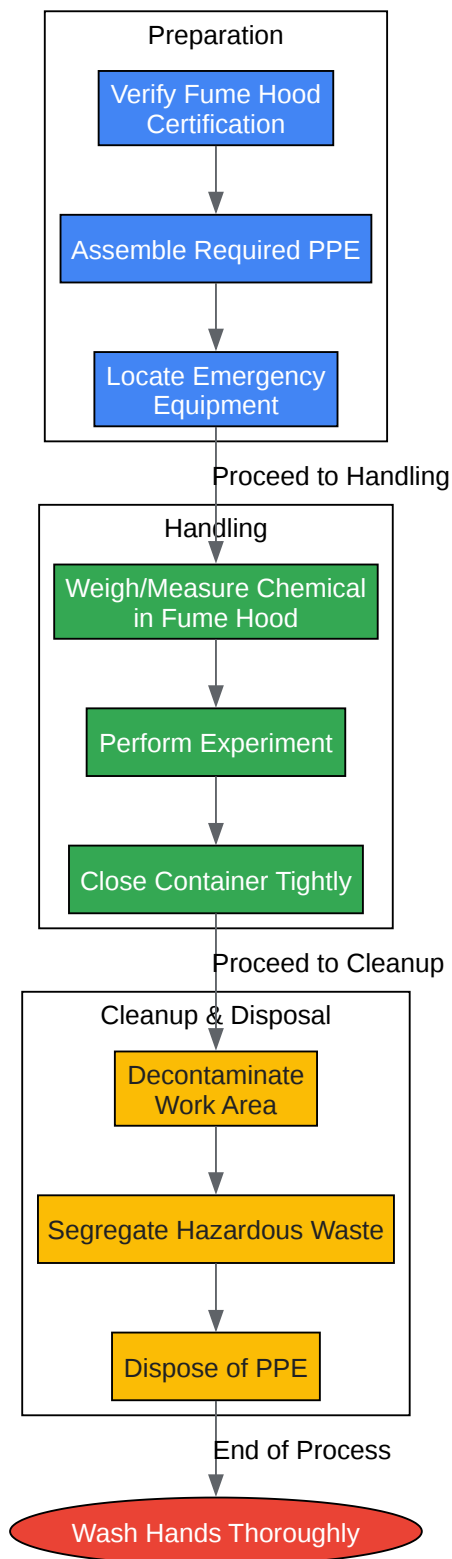 Preparation
Verify Fume Hood
Certification
Assemble Required PPE
Locate Emergency
Equipment
Proceed to Handling
Handling
Weigh/Measure Chemical
in Fume Hood
Perform Experiment
Close Container Tightly
Proceed to Cleanup
Cleanup & Disposal
Decontaminate
Work Area
Segregate Hazardous Waste
Dispose of PPE
End of Process
Wash Hands Thoroughly